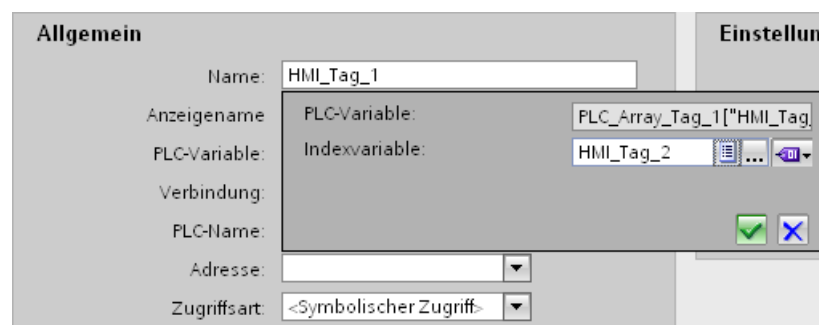 Allgemein
Einstellun
Name: HMI_Tag_1
Anzeigename
PLC-Variable: PLC_Array_Tag_1["HMI_Tag_
PLC-Variable:
Indexvariable: HMI_Tag_2 ...
Verbindung:
PLC-Name:
Adresse:
Zugriffsart: <Symbolischer Zugriff>